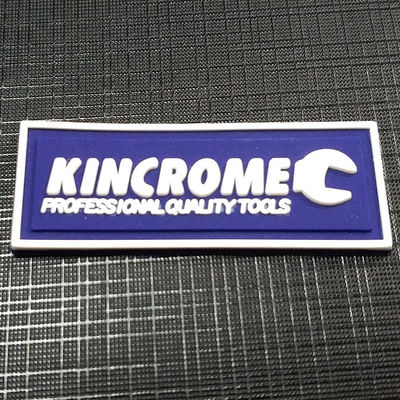 KINCROME
PROFESSIONAL QUALITY TOOLS